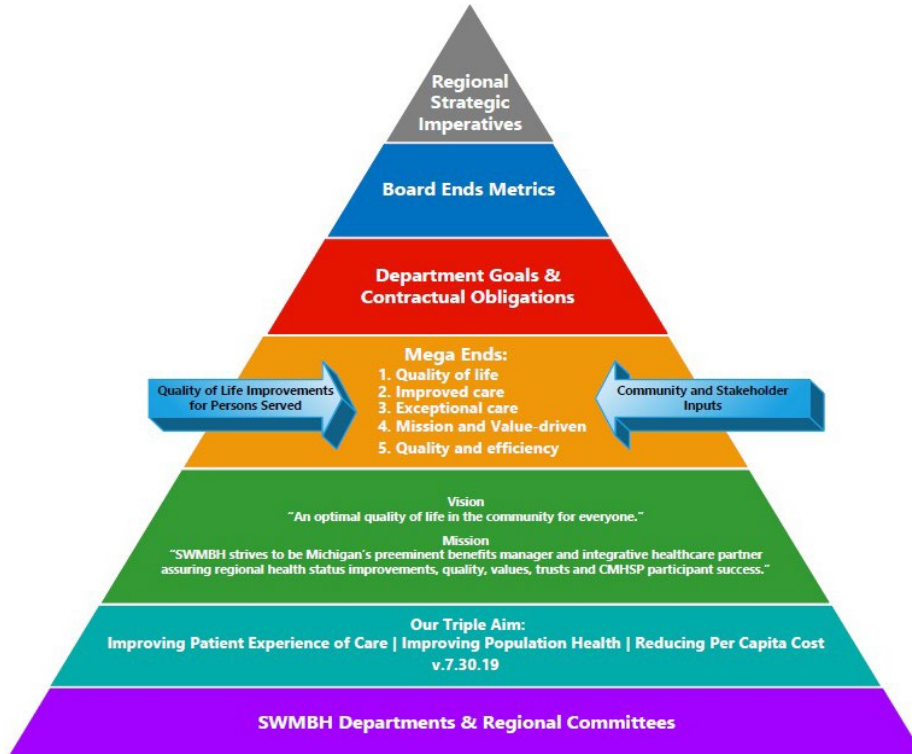 Regional
Strategic
Imperatives
Board Ends Metrics
Department Goals &
Contractual Obligations
Mega Ends:
1. Quality of life
2. Improved care
3. Exceptional care
4. Mission and Value-driven
5. Quality and efficiency
Quality of Life Improvements
for Persons Served
Community and Stakeholder
Inputs
Vision
“An optimal quality of life in the community for everyone.”
Mission
“SWMBH strives to be Michigan’s preeminent benefits manager and integrative healthcare partner
assuring regional health status improvements, quality, values, trusts and CMHSP participant success.”
Our Triple Aim:
Improving Patient Experience of Care | Improving Population Health | Reducing Per Capita Cost
v.7.30.19
SWMBH Departments & Regional Committees